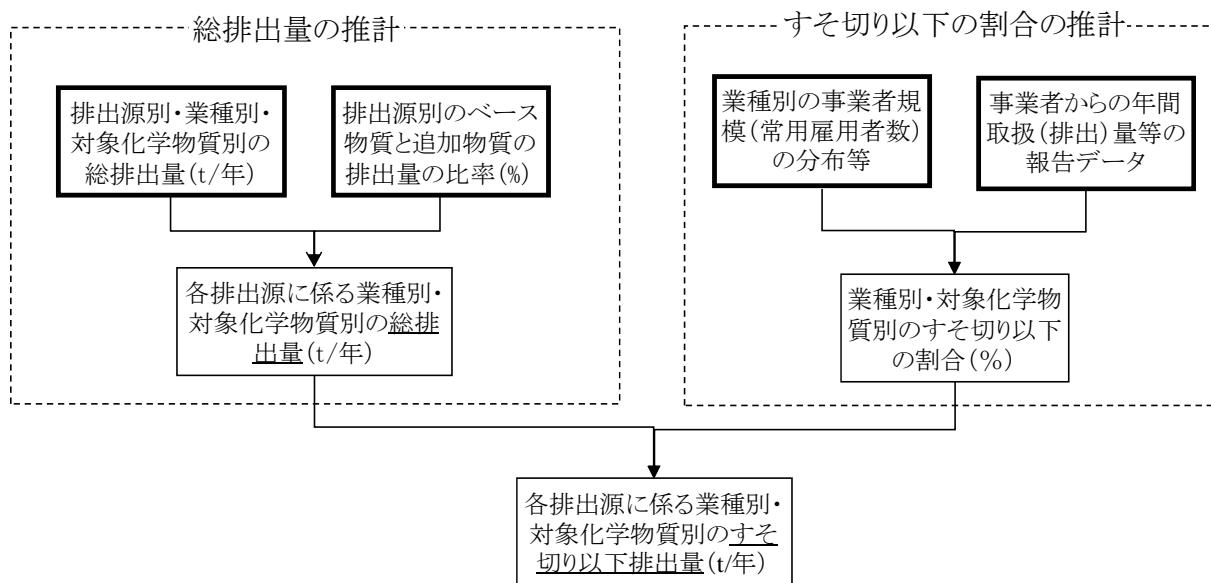 総排出量の推計
排出源別・業種別・
対象化学物質別の
総排出量(t/年)
排出源別のベース
物質と追加物質の
排出量の比率(%)
各排出源に係る業種別・
対象化学物質別の総排
出量(t/年)
すそ切り以下の割合の推計
業種別の事業者規
模(常用雇用者数)
の分布等
事業者からの年間
取扱(排出)量等の
報告データ
業種別・対象化学物
質別のすそ切り以下
の割合(%)
各排出源に係る業種別・
対象化学物質別のすそ
切り以下排出量(t/年)